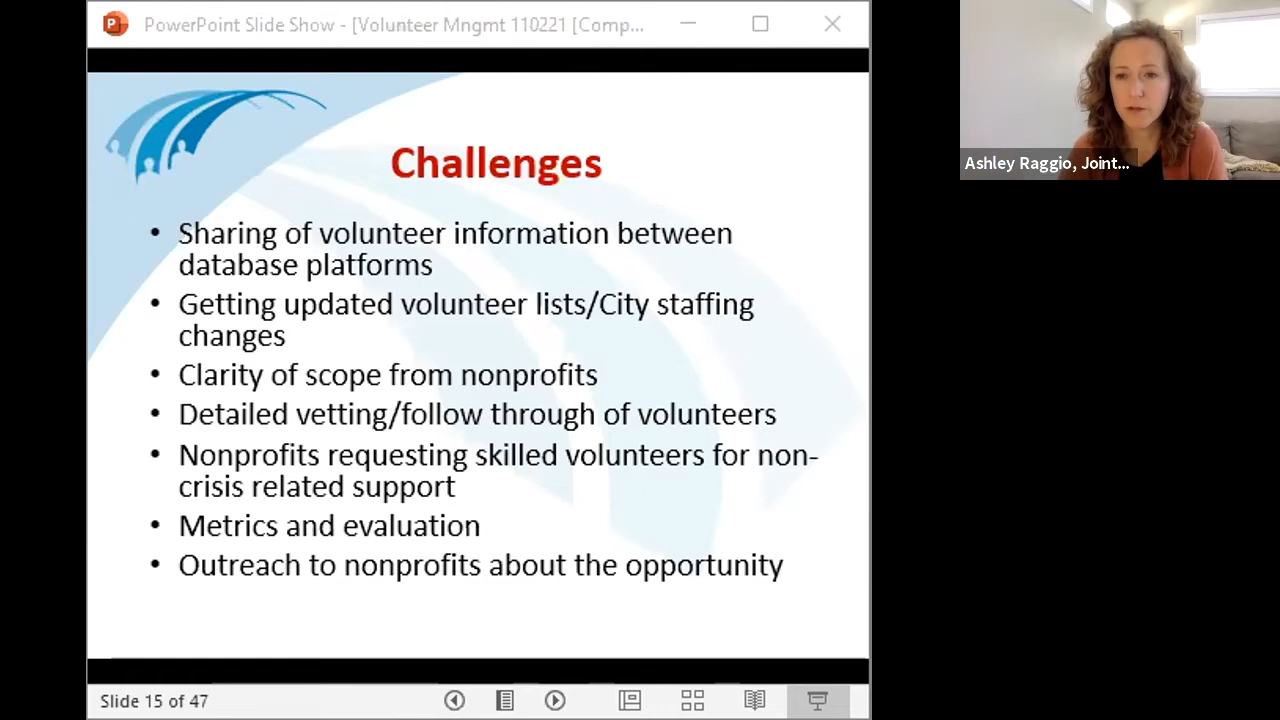 PowerPoint Slide Show - [Volunteer Mngmt 110221 [Comp...
Ashley Raggio, Joint...
Challenges
• Sharing of volunteer information between
database platforms
• Getting updated volunteer lists/City staffing
changes
• Clarity of scope from nonprofits
• Detailed vetting/follow through of volunteers
• Nonprofits requesting skilled volunteers for non-
crisis related support
• Metrics and evaluation
• Outreach to nonprofits about the opportunity
Slide 15 of 47